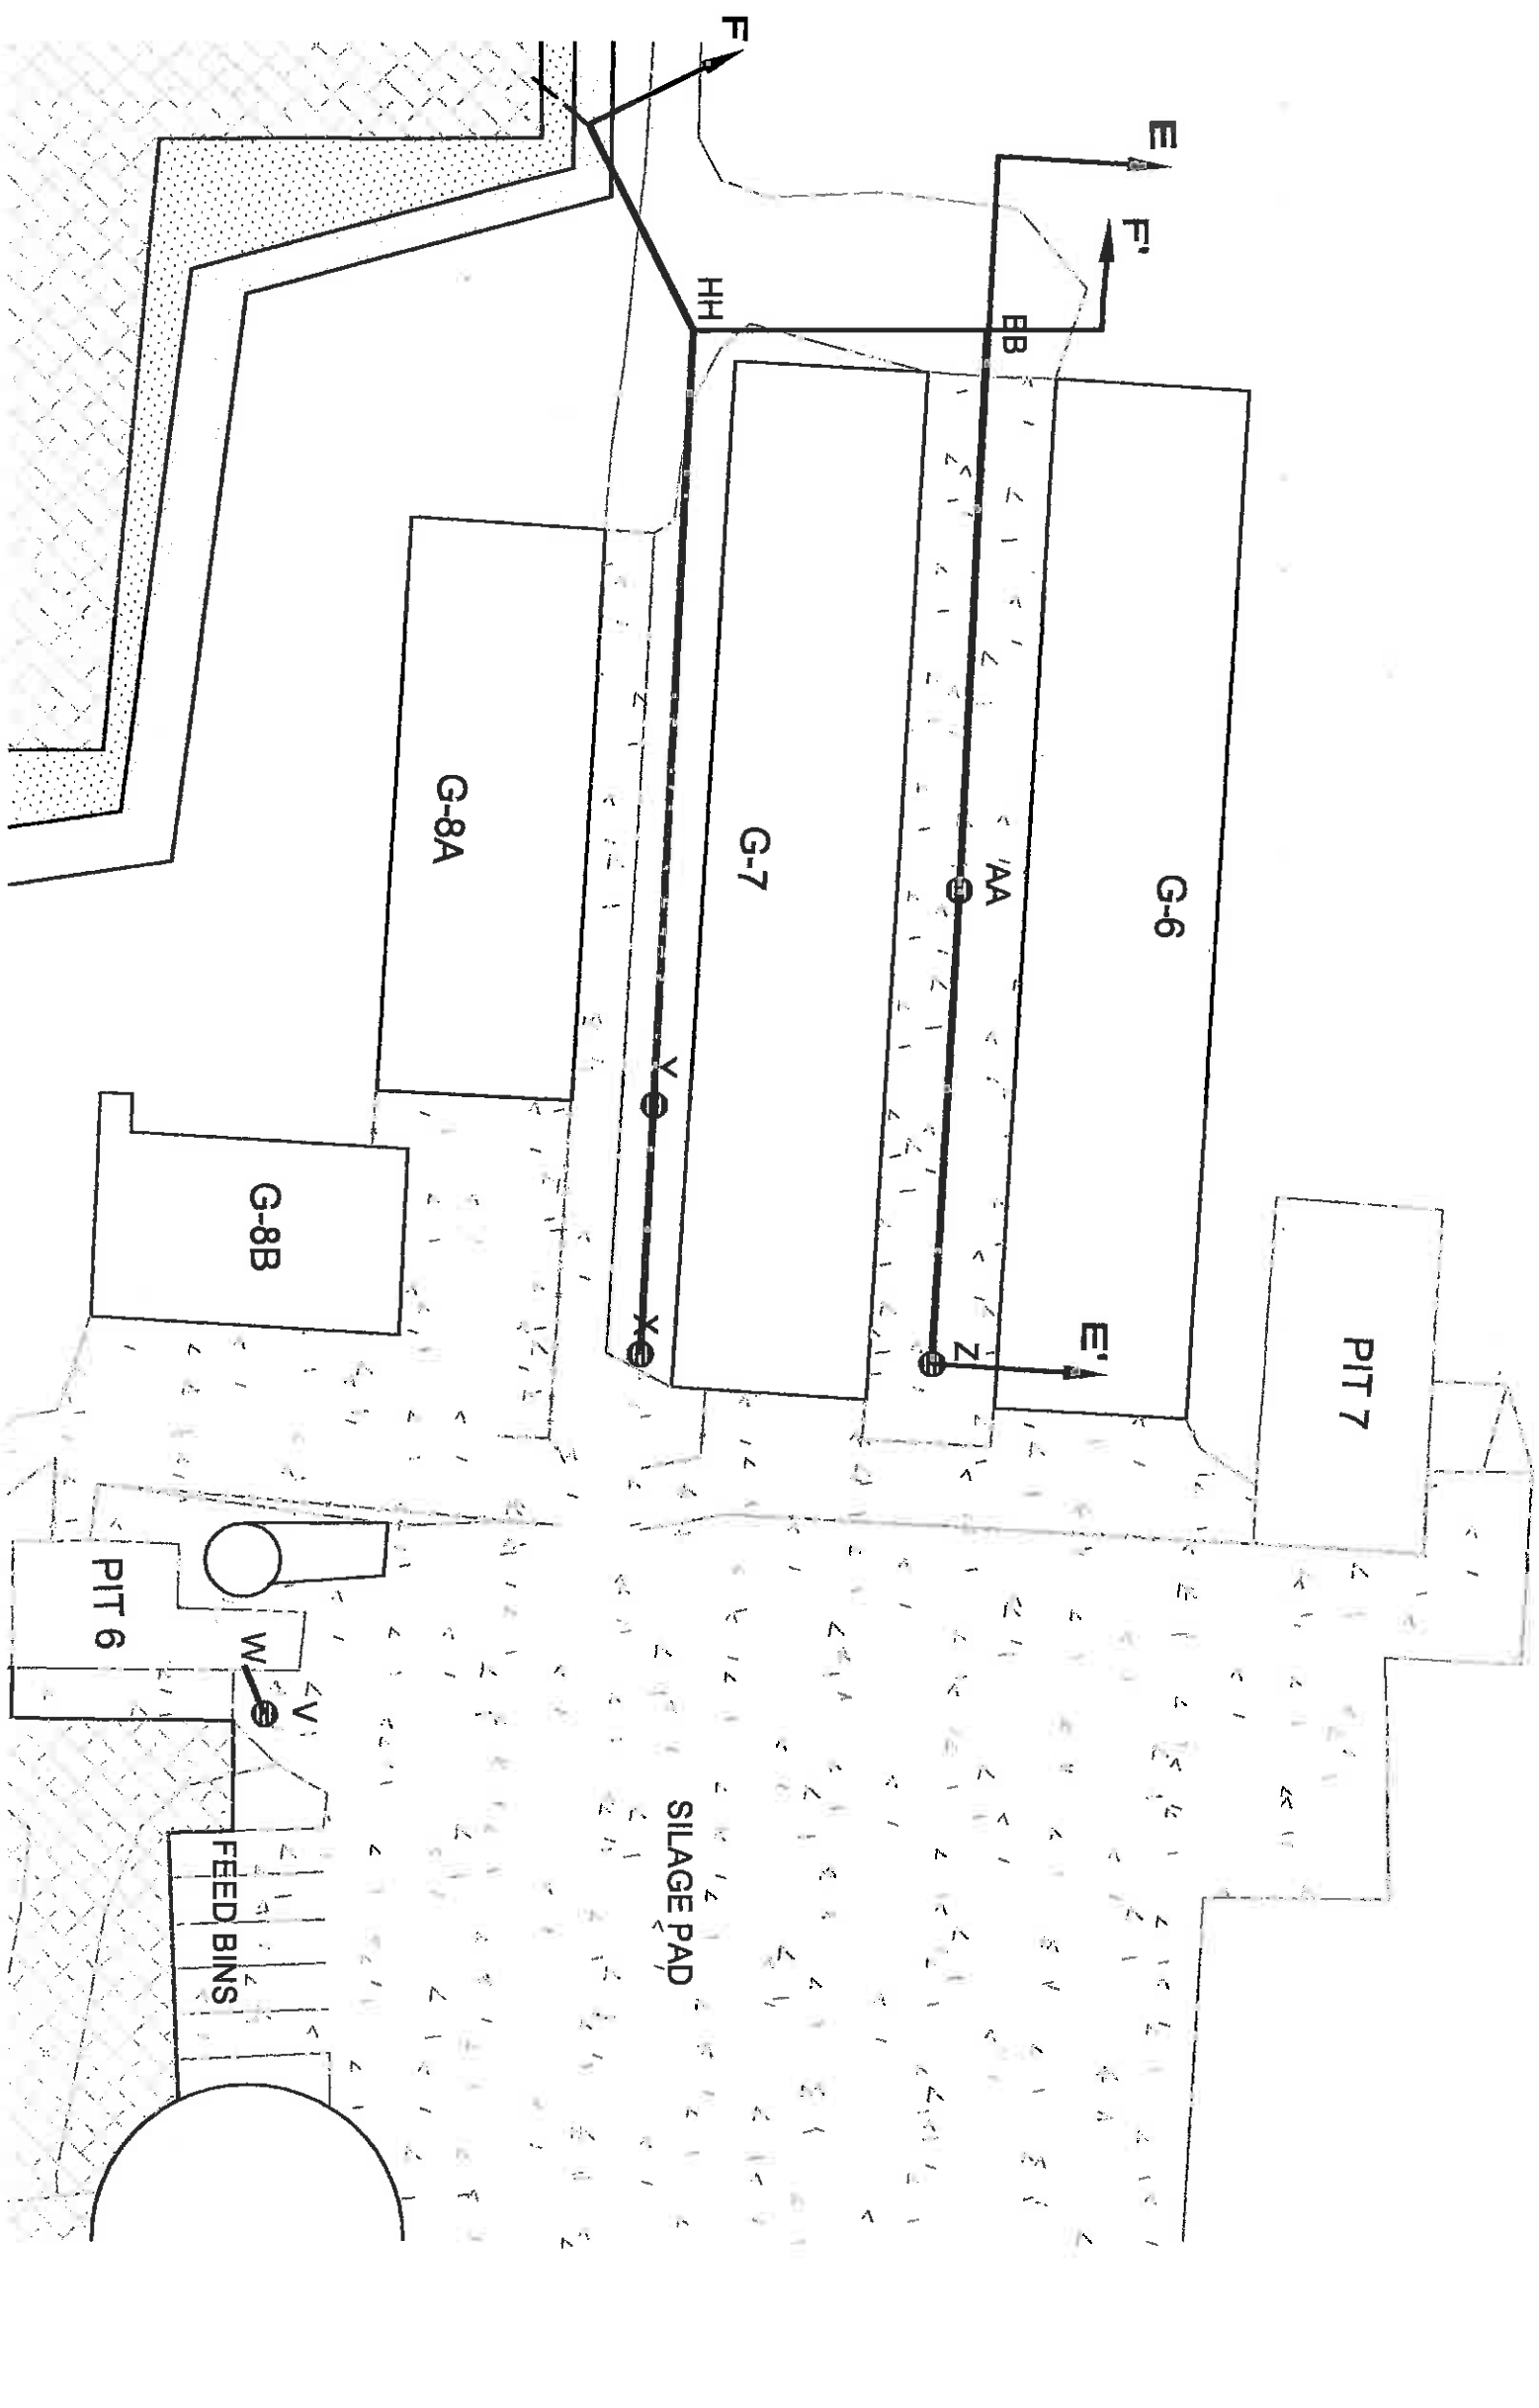 F
E
F'
HH
BB
G-8A
G-7
AA
G-6
Y
G-8B
X
Z
E'
PIT 7
PIT 6
W
V
SILAGE PAD
FEED BINS